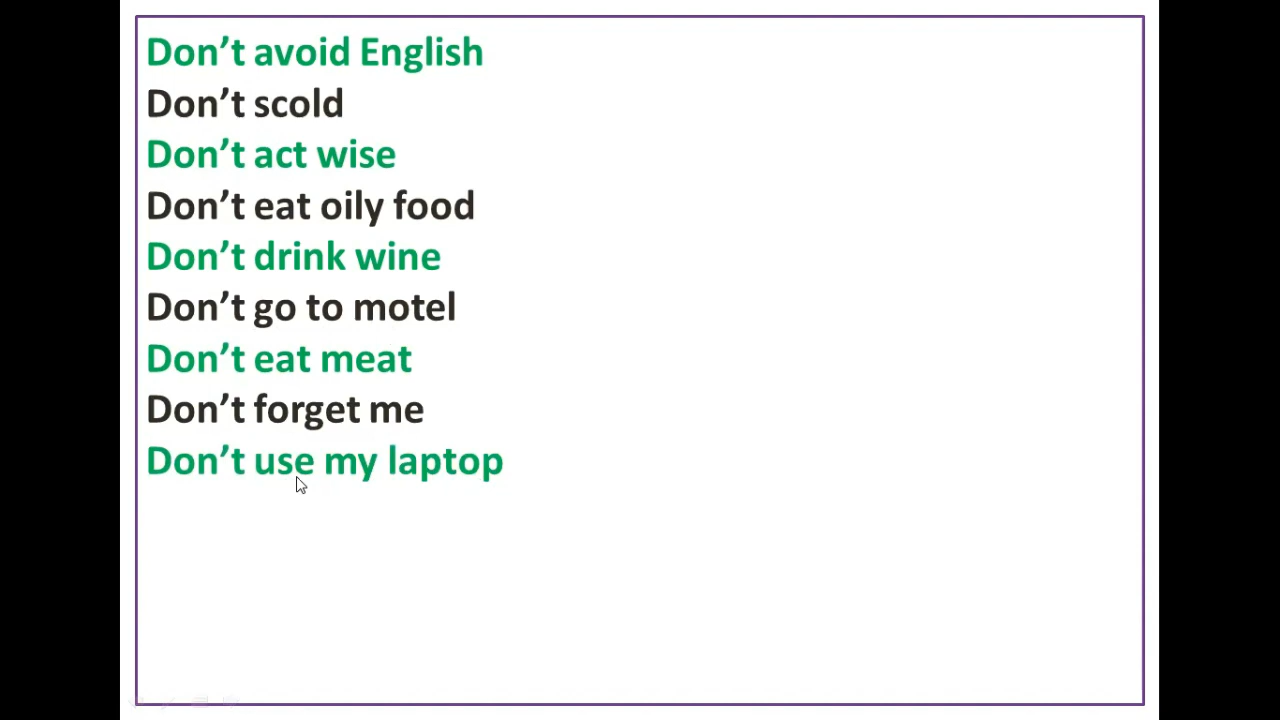 Don’t avoid English
Don’t scold
Don’t act wise
Don’t eat oily food
Don’t drink wine
Don’t go to motel
Don’t eat meat
Don’t forget me
Don’t use my laptop